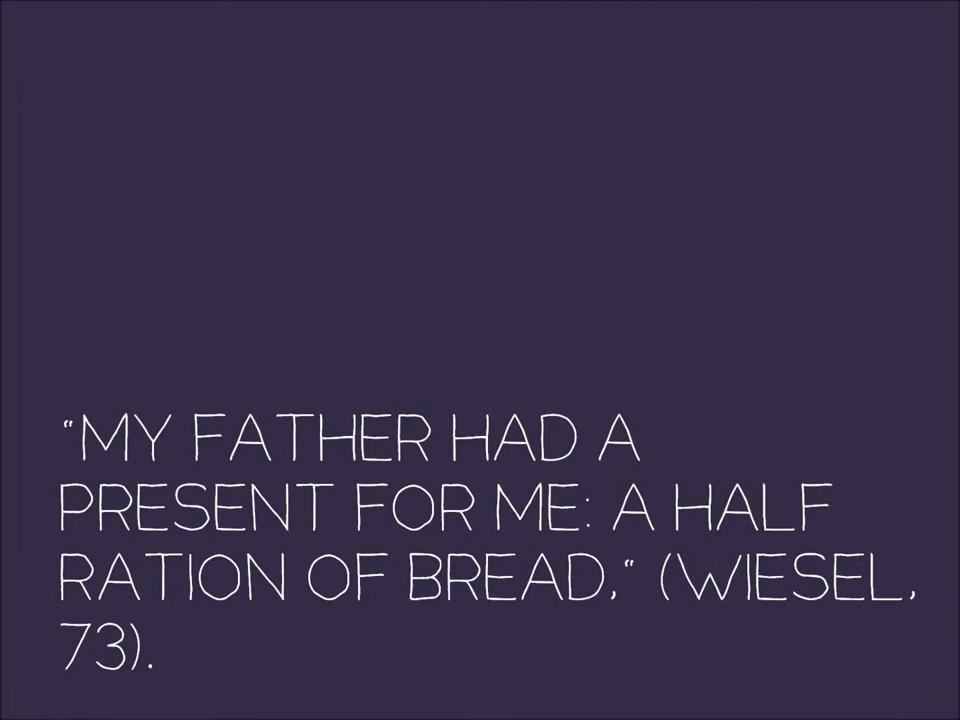 "MY FATHER HAD A
PRESENT FOR ME: A HALF
RATION OF BREAD," (WIESEL,
73).